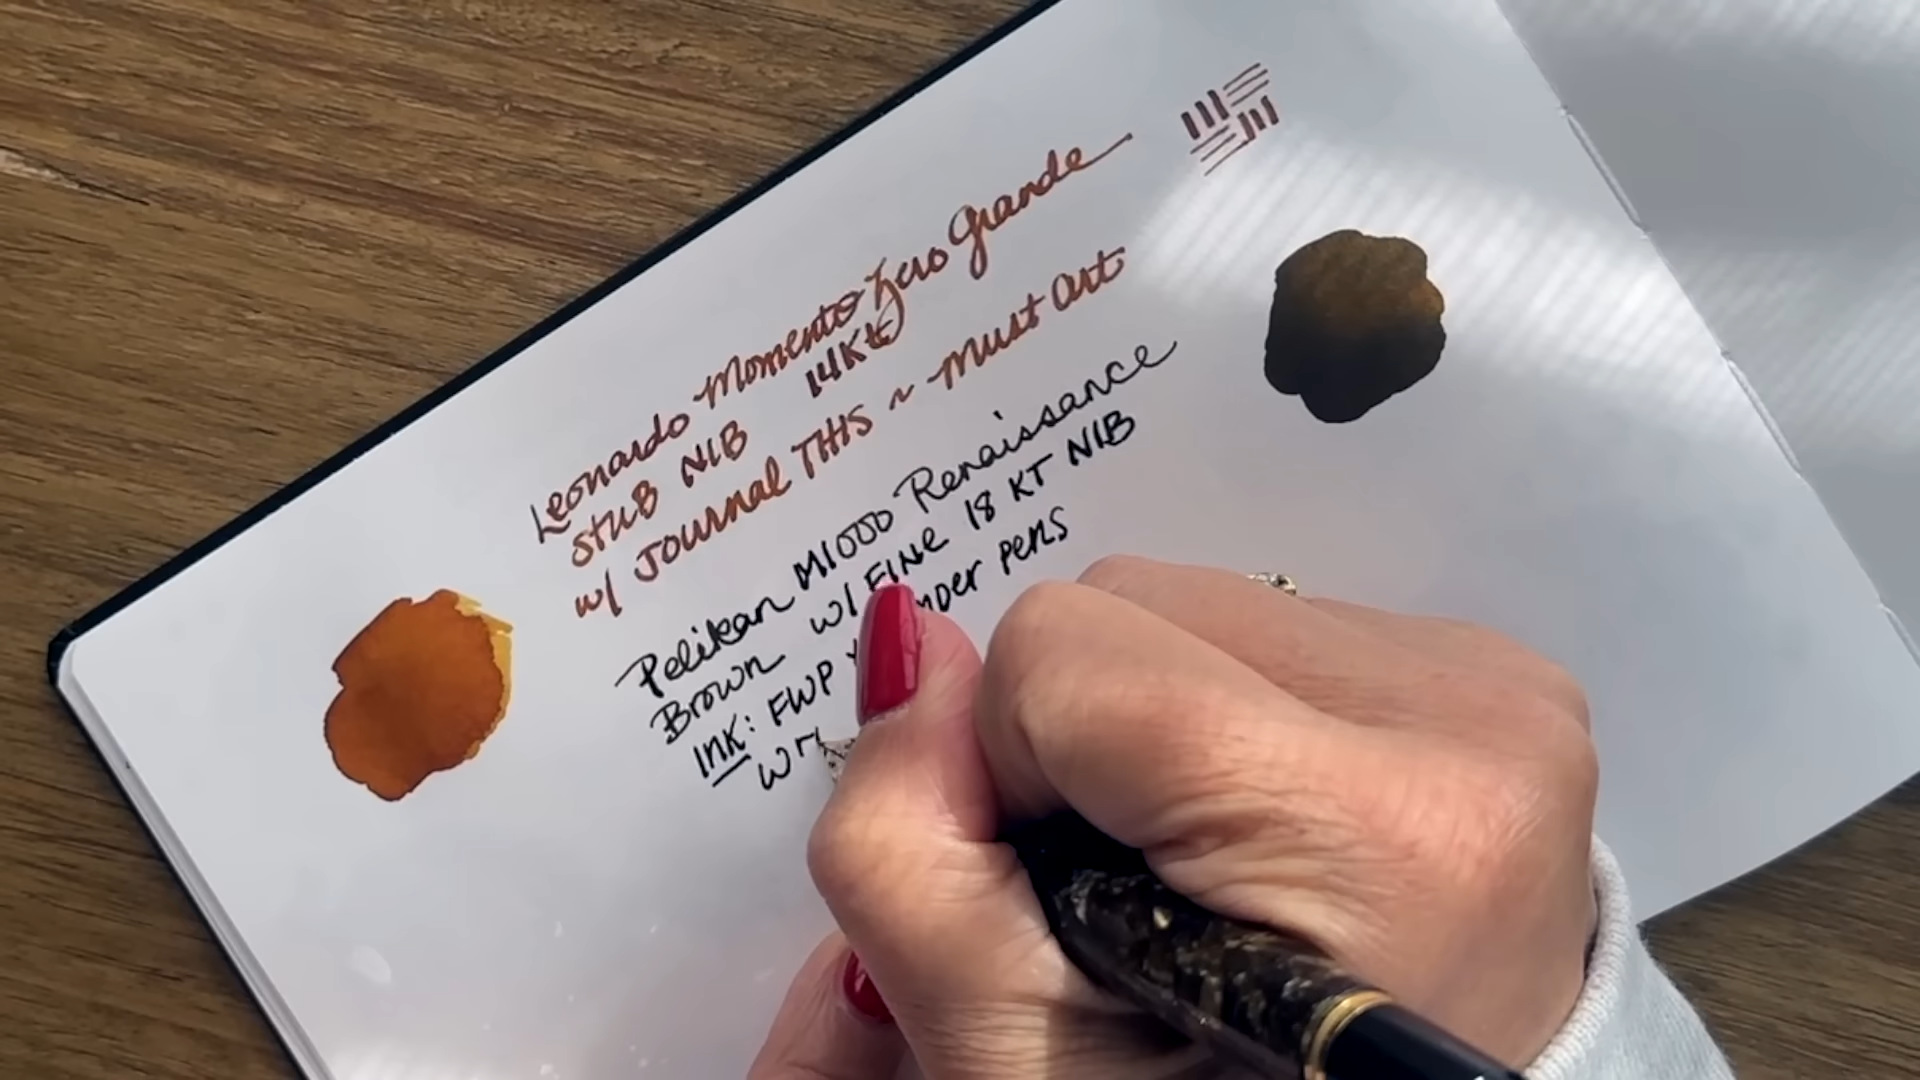 Leonardo Momento Zero Grande
STUB NIB 14Kt
w/ JOURNAL THIS ~ MUST Art
Pelikan M1000 Renaissance
Brown w/ FINE 18 KT NIB
INK: FWP pens